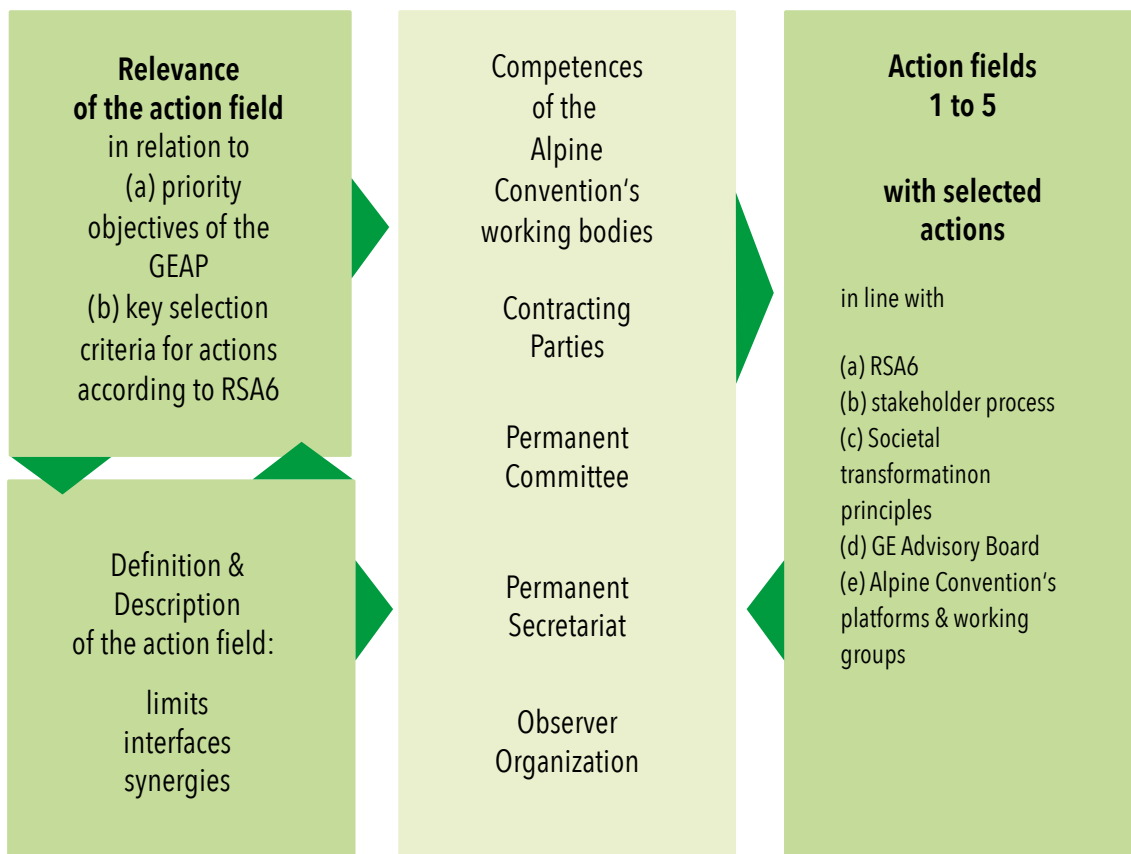 Relevance
of the action field
in relation to
(a) priority
objectives of the
GEAP
(b) key selection
criteria for actions
according to RSA6
Definition &
Description
of the action field:
limits
interfaces
synergies
Competences
of the
Alpine
Convention‘s
working bodies
Contracting
Parties
Permanent
Committee
Permanent
Secretariat
Observer
Organization
Action fields
1 to 5
with selected
actions
in line with
(a) RSA6
(b) stakeholder process
(c) Societal
transformatinon
principles
(d) GE Advisory Board
(e) Alpine Convention‘s
platforms & working
groups